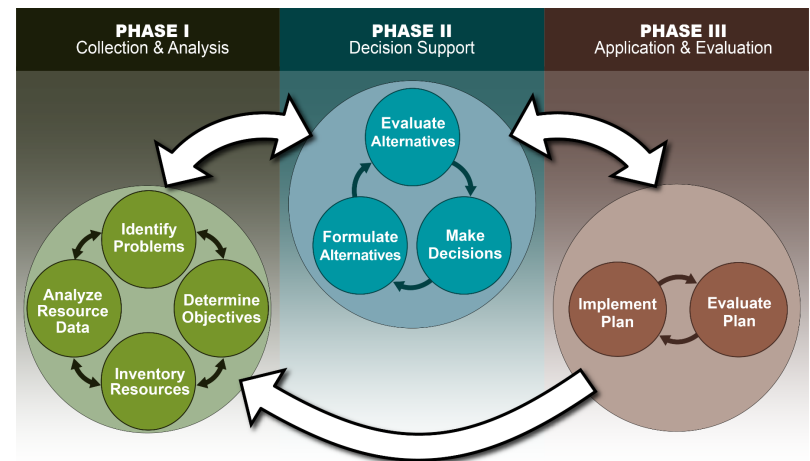 PHASE I
Collection & Analysis
PHASE II
Decision Support
PHASE III
Application & Evaluation
Identify
Problems
Analyze
Resource
Data
Determine
Objectives
Inventory
Resources
Evaluate
Alternatives
Formulate
Alternatives
Make
Decisions
Implement
Plan
Evaluate
Plan